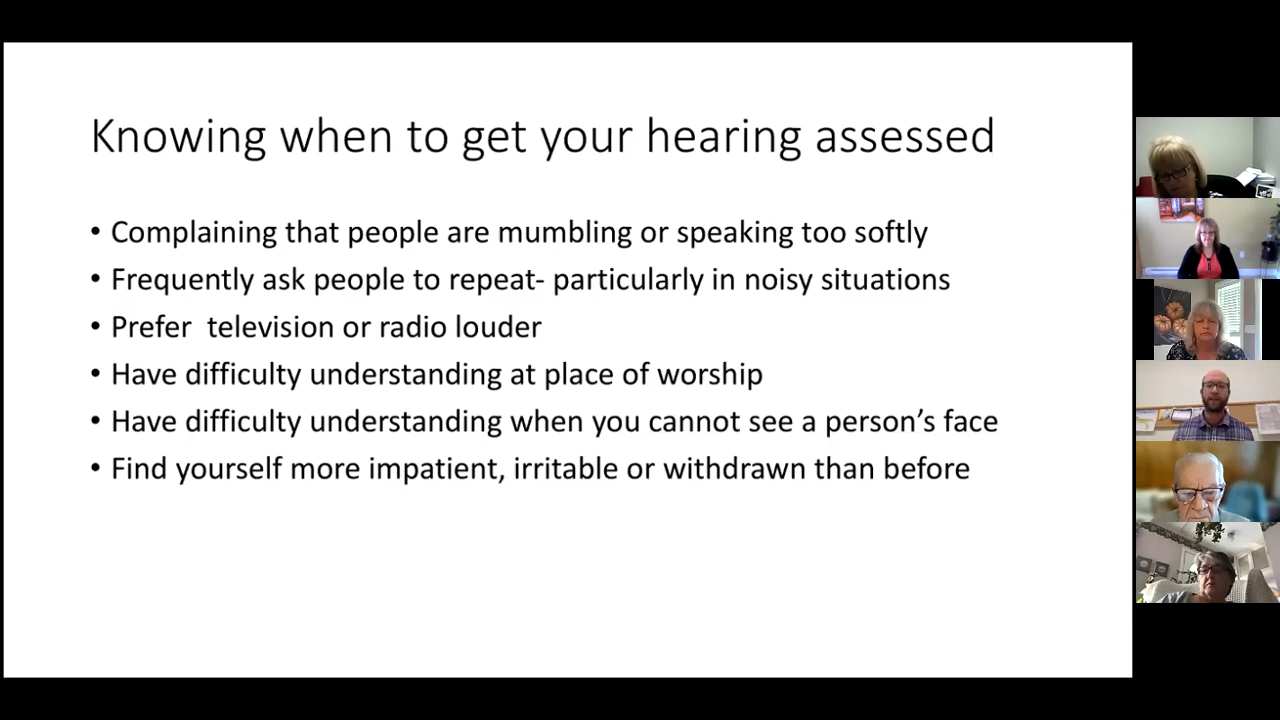 Knowing when to get your hearing assessed
• Complaining that people are mumbling or speaking too softly
• Frequently ask people to repeat- particularly in noisy situations
• Prefer  television or radio louder
• Have difficulty understanding at place of worship
• Have difficulty understanding when you cannot see a person’s face
• Find yourself more impatient, irritable or withdrawn than before